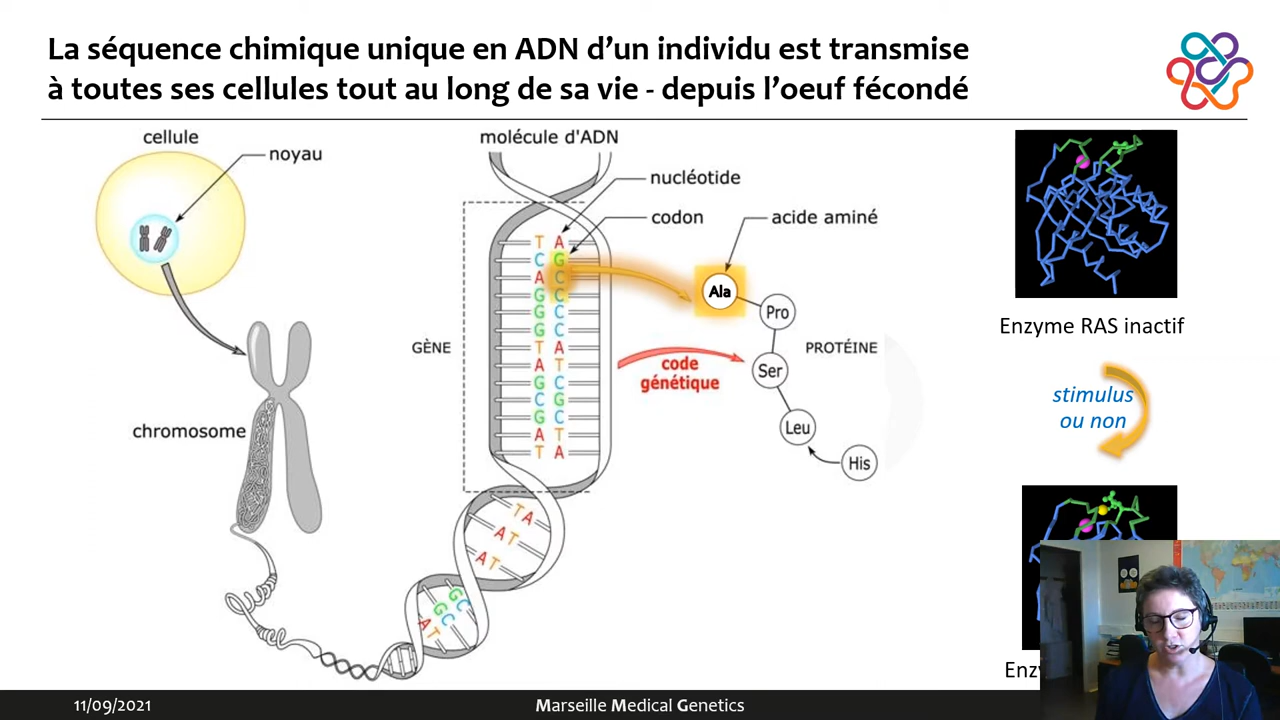 La séquence chimique unique en ADN d’un individu est transmise
à toutes ses cellules tout au long de sa vie - depuis l’oeuf fécondé
cellule
noyau
chromosome
molécule d'ADN
nucléotide
codon
acide aminé
GÈNE
T A
C G
A C
G C
G C
G C
T A
A T
G C
C G
G C
A T
T A
T A
A T
A T
G C
G C
A T
Ala
Pro
Ser
Leu
His
code
génétique
PROTÉINE
Enzyme RAS inactif
stimulus
ou non
11/09/2021
Marseille Medical Genetics